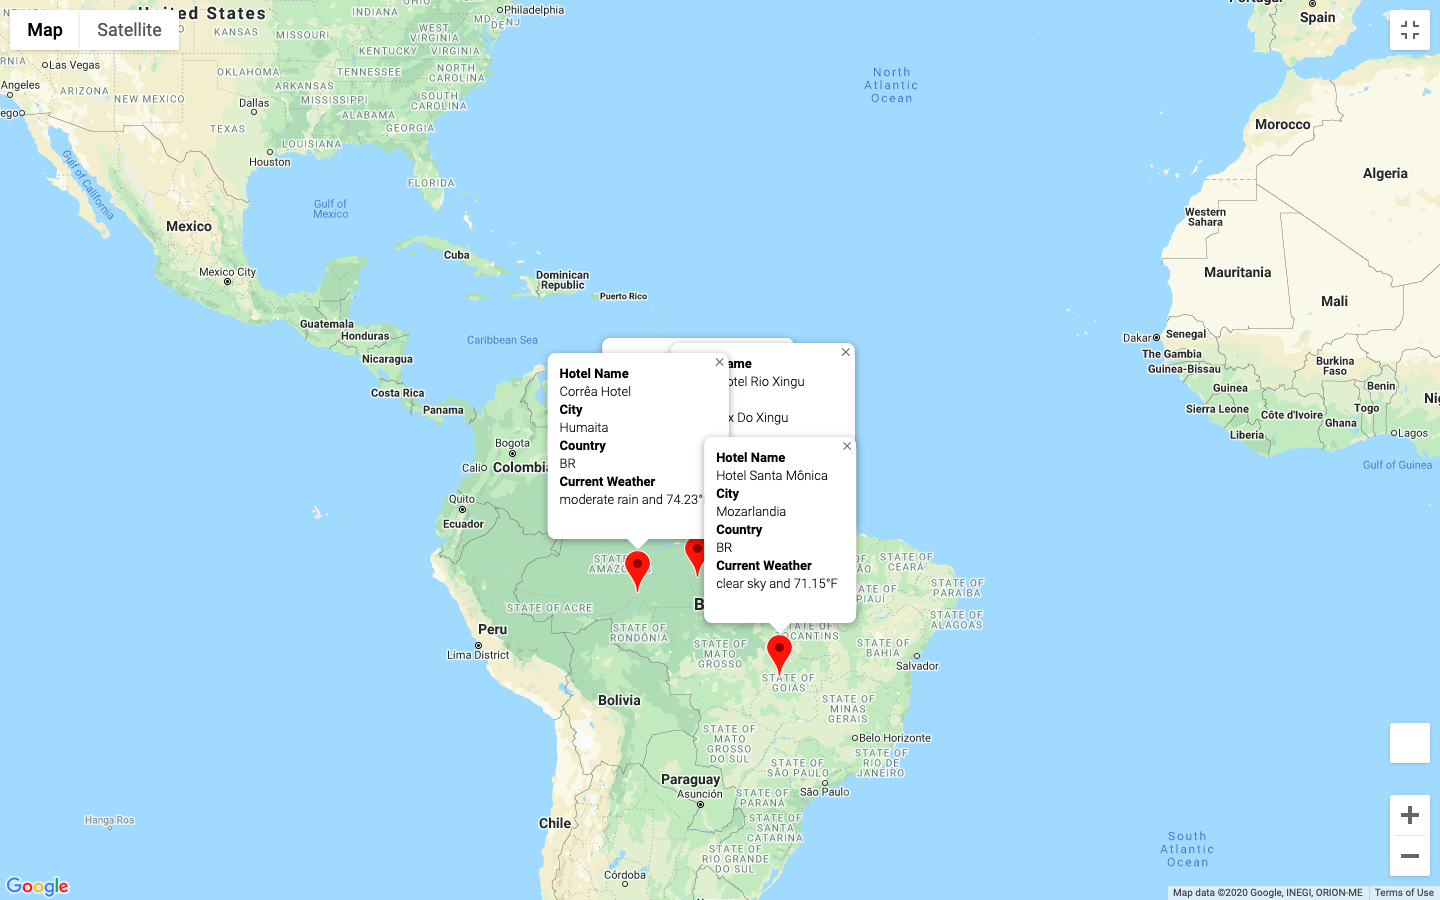 United States
Map
Satellite
Philadelphia
OHIO
MD
DE
NJ
INDIANA
WEST
VIRGINIA
KANSAS
MISSOURI
KENTUCKY
VIRGINIA
Las Vegas
OKLAHOMA
TENNESSEE
NORTH
CAROLINA
Angeles
ARIZONA
NEW MEXICO
ARKANSAS
MISSISSIPPI
SOUTH
CAROLINA
Dallas
ALABAMA
TEXAS
GEORGIA
LOUISIANA
Houston
FLORIDA
Gulf of California
Gulf of
Mexico
Mexico
Mexico City
Cuba
Dominican
Republic
Puerto Rico
Guatemala
Honduras
Caribbean Sea
Nicaragua
Costa Rica
Panama
North
Atlantic
Ocean
Spain
Morocco
Algeria
Western
Sahara
Mauritania
Mali
Dakar
Senegal
The Gambia
Guinea-Bissau
Burkina
Faso
Guinea
Benin
Sierra Leone
Côte d'Ivoire
Togo
Ghana
Liberia
Lagos
Gulf of Guinea
Bogota
Cali
Colombia
Quito
Ecuador
Hotel Name
Corrêa Hotel
City
Humaita
Country
BR
Current Weather
moderate rain and 74.23°
ame
otel Rio Xingu
x Do Xingu
Hotel Name
Hotel Santa Mônica
City
Mozarlandia
Country
BR
Current Weather
clear sky and 71.15°F
STATE OF
AMAZONAS
STATE OF
CEARÁ
PIAUÍ
STATE OF
PARAÍBA
STATE OF
ALAGOAS
STATE OF ACRE
B
Peru
STATE OF
RONDÔNIA
STATE OF
TOCANTINS
STATE OF
MATO
GROSSO
STATE OF
BAHIA
Lima District
Salvador
STATE OF
GOIÁS
Bolivia
STATE OF
MINAS
GERAIS
STATE OF
MATO
GROSSO
DO SUL
Belo Horizonte
STATE OF
SÃO PAULO
STATE OF
RIO DE
JANEIRO
Paraguay
Asunción
São Paulo
STATE OF
PARANÁ
STATE OF
SANTA
CATARINA
Hanga Roa
Chile
STATE OF
RIO GRANDE
DO SUL
Córdoba
South
Atlantic
Ocean
Google
Map data ©2020 Google, INEGI, ORION-ME
Terms of Use